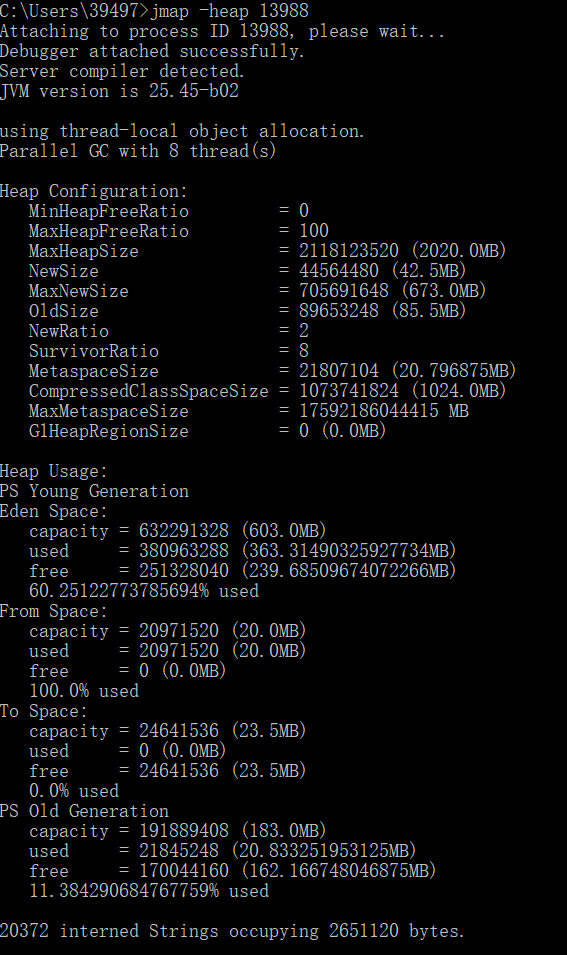 C:\Users\39497>jmap -heap 13988
Attaching to process ID 13988, please wait...
Debugger attached successfully.
Server compiler detected.
JVM version is 25.45-b02

using thread-local object allocation.
Parallel GC with 8 thread(s)

Heap Configuration:
   MinHeapFreeRatio         = 0
   MaxHeapFreeRatio         = 100
   MaxHeapSize              = 2118123520 (2020.0MB)
   NewSize                  = 44564480 (42.5MB)
   MaxNewSize               = 705691648 (673.0MB)
   OldSize                  = 89653248 (85.5MB)
   NewRatio                 = 2
   SurvivorRatio            = 8
   MetaspaceSize            = 21807104 (20.796875MB)
   CompressedClassSpaceSize = 1073741824 (1024.0MB)
   MaxMetaspaceSize         = 17592186044415 MB
   G1HeapRegionSize         = 0 (0.0MB)

Heap Usage:
PS Young Generation
Eden Space:
   capacity = 632291328 (603.0MB)
   used     = 380963288 (363.31490325927734MB)
   free     = 251328040 (239.68509674072266MB)
   60.25122773785694% used
From Space:
   capacity = 20971520 (20.0MB)
   used     = 20971520 (20.0MB)
   free     = 0 (0.0MB)
   100.0% used
To Space:
   capacity = 24641536 (23.5MB)
   used     = 0 (0.0MB)
   free     = 24641536 (23.5MB)
   0.0% used
PS Old Generation
   capacity = 191889408 (183.0MB)
   used     = 21845248 (20.833251953125MB)
   free     = 170044160 (162.166748046875MB)
   11.384290684767759% used

20372 interned Strings occupying 2651120 bytes.